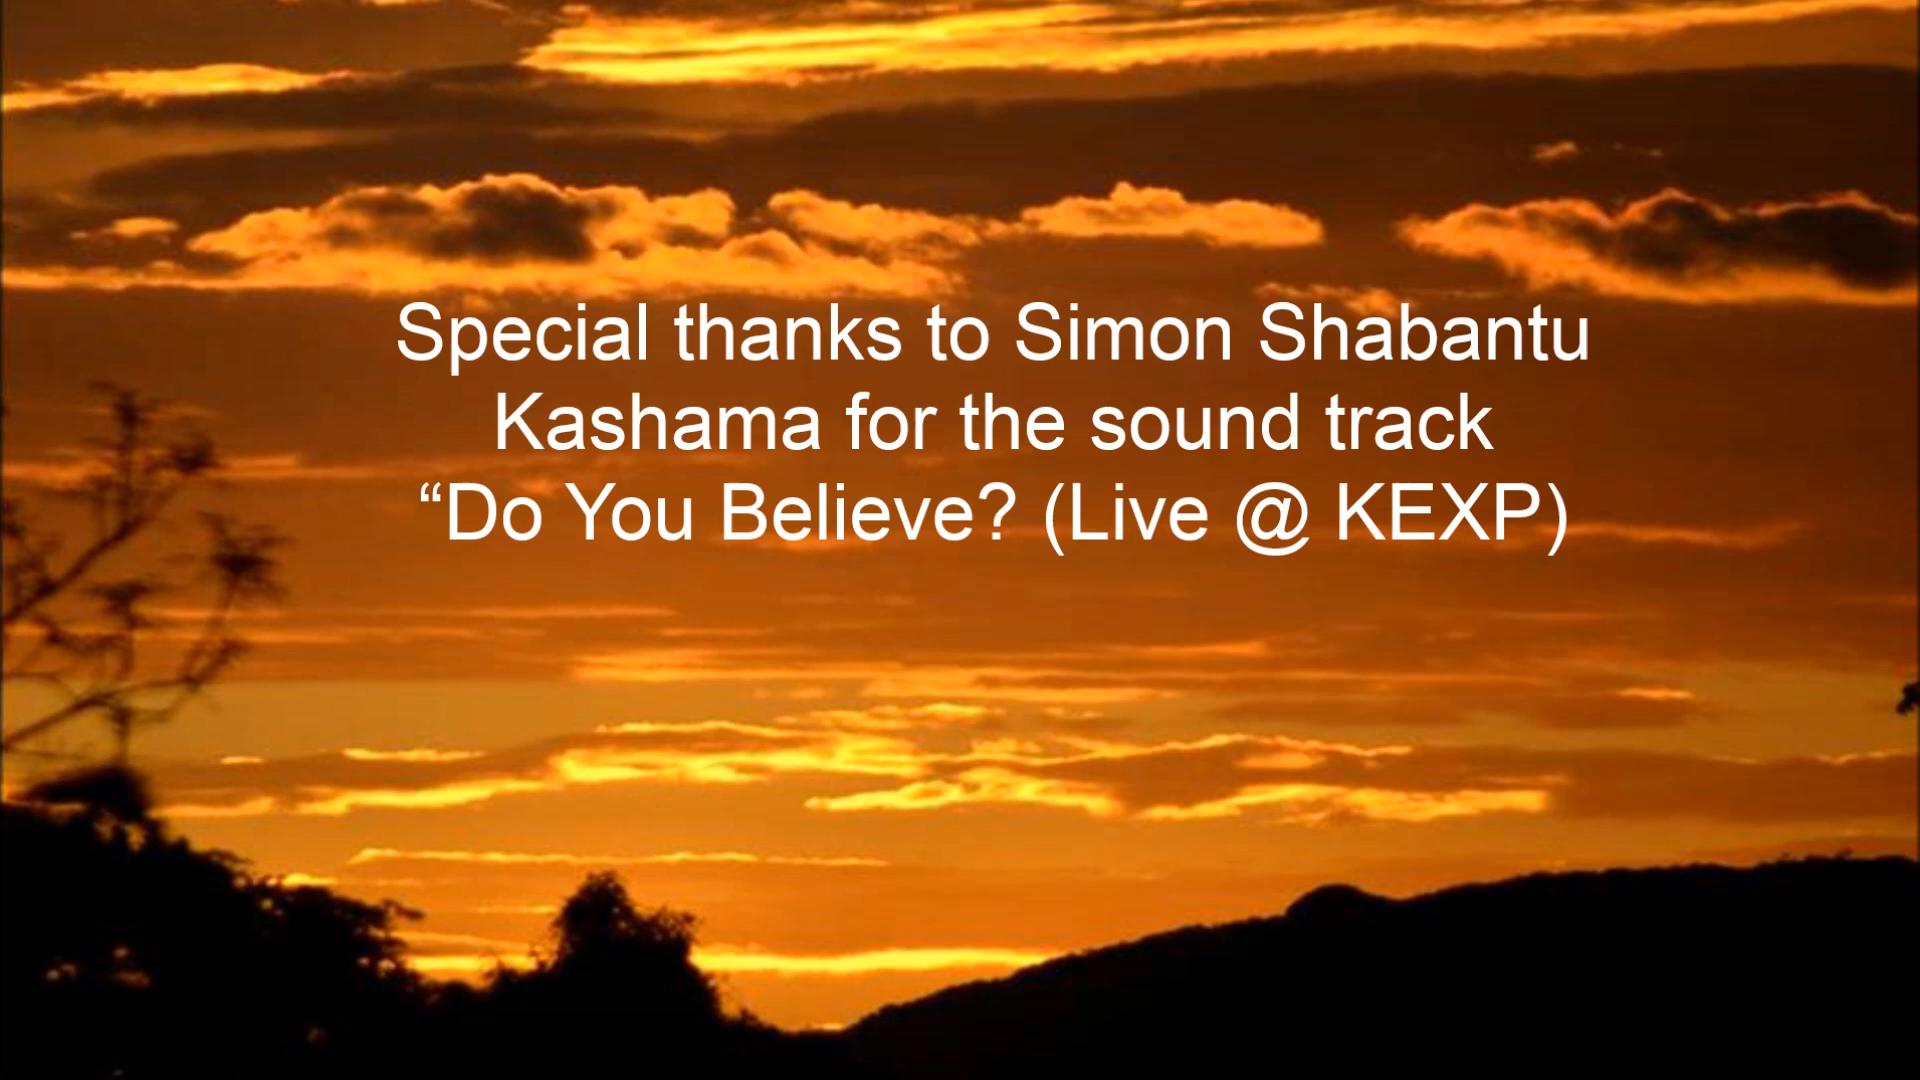 Special thanks to Simon Shabantu
Kashama for the sound track
“Do You Believe? (Live @ KEXP)